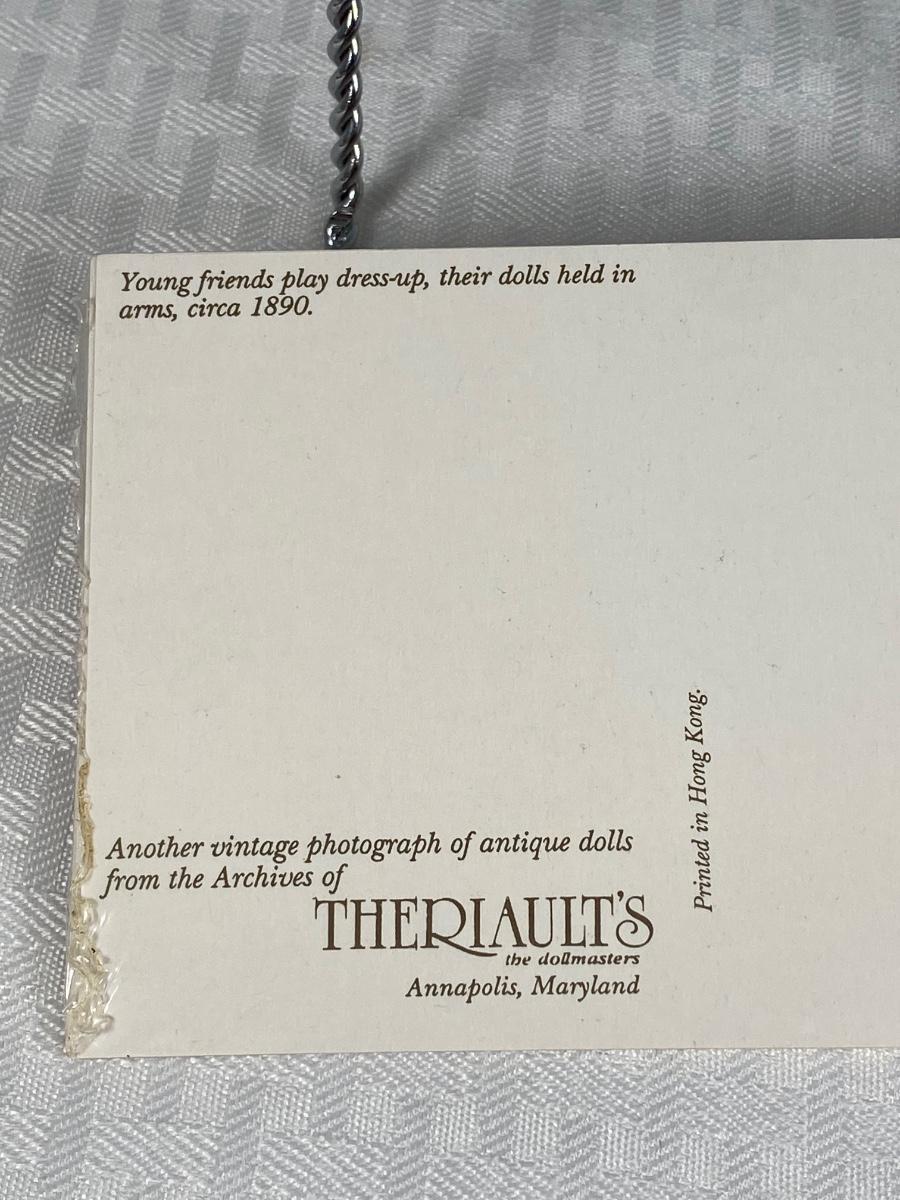 Young friends play dress-up, their dolls held in
arms, circa 1890.
Another vintage photograph of antique dolls
from the Archives of
THERIAULT'S
the dollmasters
Annapolis, Maryland
Printed in Hong Kong.